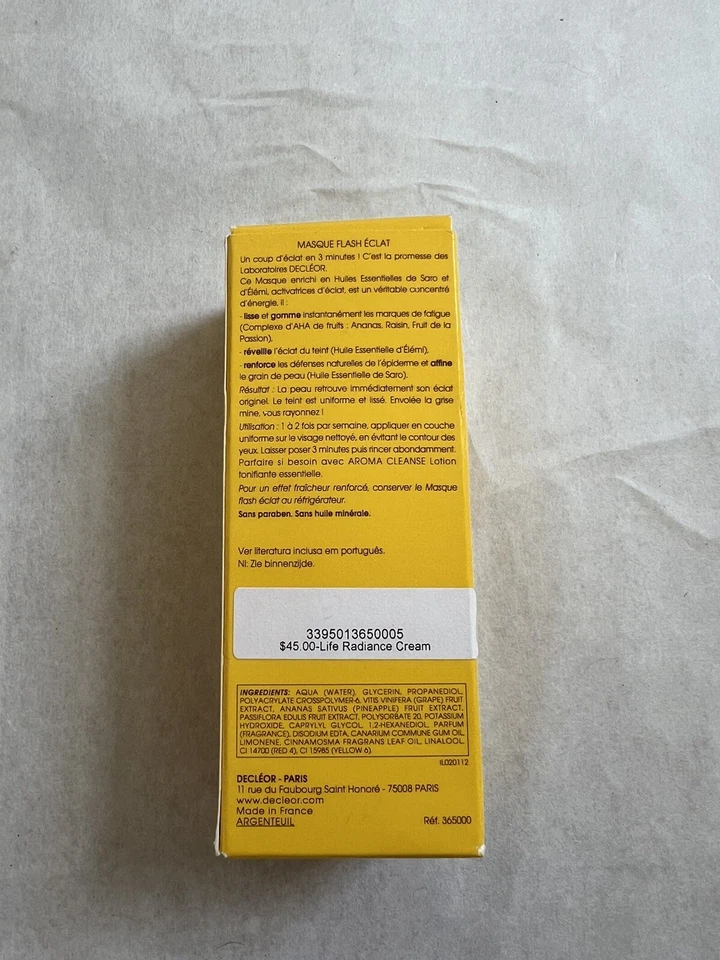 MASQUE FLASH ÉCLAT
Un coup d'éclat en 3 minutes ! C'est la promesse des
Laboratoires DECLÉOR.
Ce Masque enrichi en Huiles Essentielles de Saro et
d'Élémi, activatrices d'éclat, est un véritable concentré
d'énergie, il :
- lisse et gomme instantanément les marques de fatigue
(Complexe d'AHA de fruits : Ananas, Raisin, Fruit de la
Passion),
- réveille l'éclat du teint (Huile Essentielle d'Élémi),
- renforce les défenses naturelles de l'épiderme et affine
le grain de peau (Huile Essentielle de Saro).
Résultat : La peau retrouve immédiatement son éclat
originel. Le teint est uniforme et lissé. Envolée la grise
mine, vous rayonnez !
Utilisation : 1 à 2 fois par semaine, appliquer en couche
uniforme sur le visage nettoyé, en évitant le contour des
yeux. Laisser poser 3 minutes puis rincer abondamment.
Parfaire si besoin avec AROMA CLEANSE Lotion
tonifiante essentielle.
Pour un effet fraîcheur renforcé, conserver le Masque
flash éclat au réfrigérateur.
Sans paraben. Sans huile minérale.
Ver literatura inclusa em português.
Nl: Zie binnenzijde.
3395013650005
$45.00-Life Radiance Cream
INGREDIENTS: AQUA (WATER), GLYCERIN, PROPANEDIOL,
POLYACRYLATE CROSSPOLYMER-6, VITIS VINIFERA (GRAPE) FRUIT
EXTRACT, ANANAS SATIVUS (PINEAPPLE) FRUIT EXTRACT,
PASSIFLORA EDULIS FRUIT EXTRACT, POLYSORBATE 20, POTASSIUM
HYDROXIDE, CAPRYLYL GLYCOL, 1,2-HEXANEDIOL, PARFUM
(FRAGRANCE), DISODIUM EDTA, CANARIUM COMMUNE GUM OIL,
LIMONENE, CINNAMOSMA FRAGRANS LEAF OIL, LINALOOL,
CI 14700 (RED 4), CI 15985 (YELLOW 6).
IL020112
DECLÉOR - PARIS
11 rue du Faubourg Saint Honoré - 75008 PARIS
www.decleor.com
Made in France
ARGENTEUIL
Réf. 365000